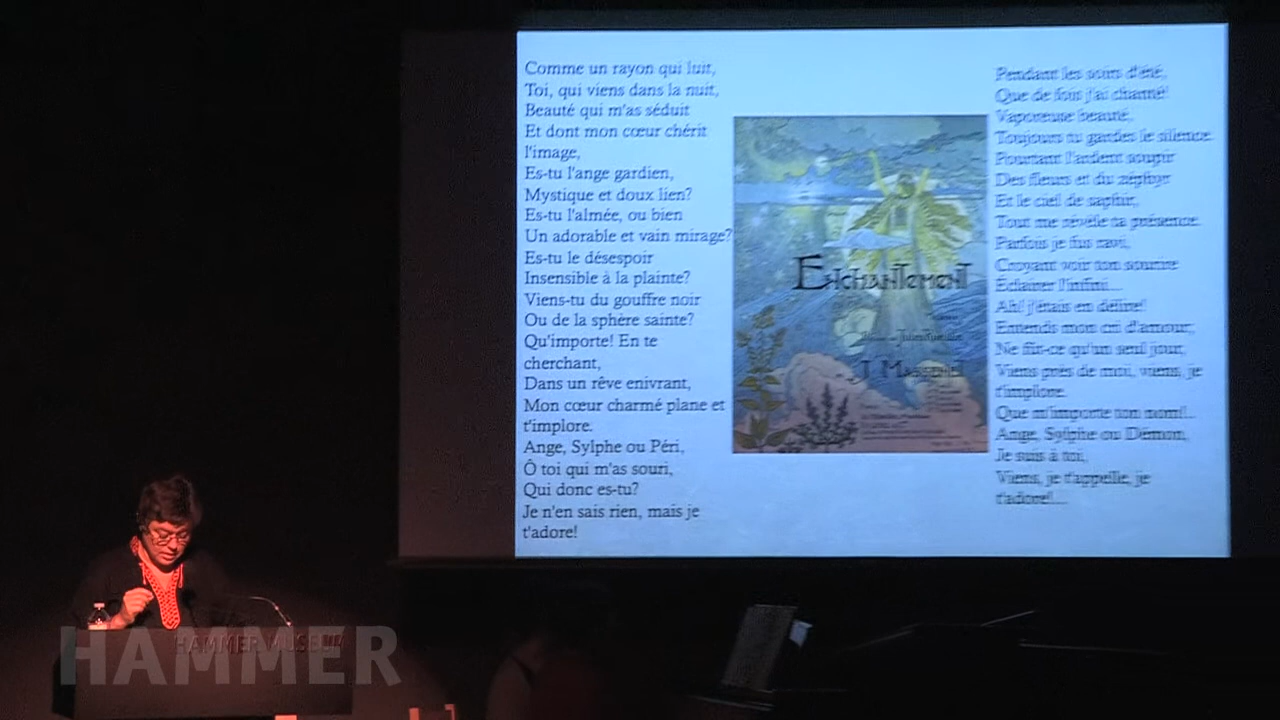 Comme un rayon qui luit,
Toi, qui viens dans la nuit,
Beauté qui m'as séduit
Et dont mon cœur chérit
l'image,
Es-tu l'ange gardien,
Mystique et doux lien?
Es-tu l'almée, ou bien
Un adorable et vain mirage?
Es-tu le désespoir
Insensible à la plainte?
Viens-tu du gouffre noir
Ou de la sphère sainte?
Qu'importe! En te
cherchant,
Dans un rêve enivrant,
Mon cœur charmé plane et
t'implore.
Ange, Sylphe ou Péri,
Ô toi qui m'as souri,
Qui donc es-tu?
Je n'en sais rien, mais je
t'adore!
Enchantement
J. Massenet
Pendant les soirs d'été,
Que de fois j'ai charmé!
Vaporeuse beauté,
Toujours tu gardes le silence.
Pourtant l'ardent soupir
Des fleurs et du zéphyr
Et le ciel de saphir,
Tout me révèle ta présence.
Parfois je fus ravi,
Croyant voir ton sourire
Éclairer l'infini...
Ah! j'étais en délire!
Entends mon cri d'amour,
Ne fût-ce qu'un seul jour,
Viens près de moi, viens, je
t'implore.
Que m'importe ton nom!..
Ange, Sylphe ou Démon,
Je suis à toi,
Viens, je t'appelle, je
t'adore!...
HAMMER MUSEUM
HAMMER